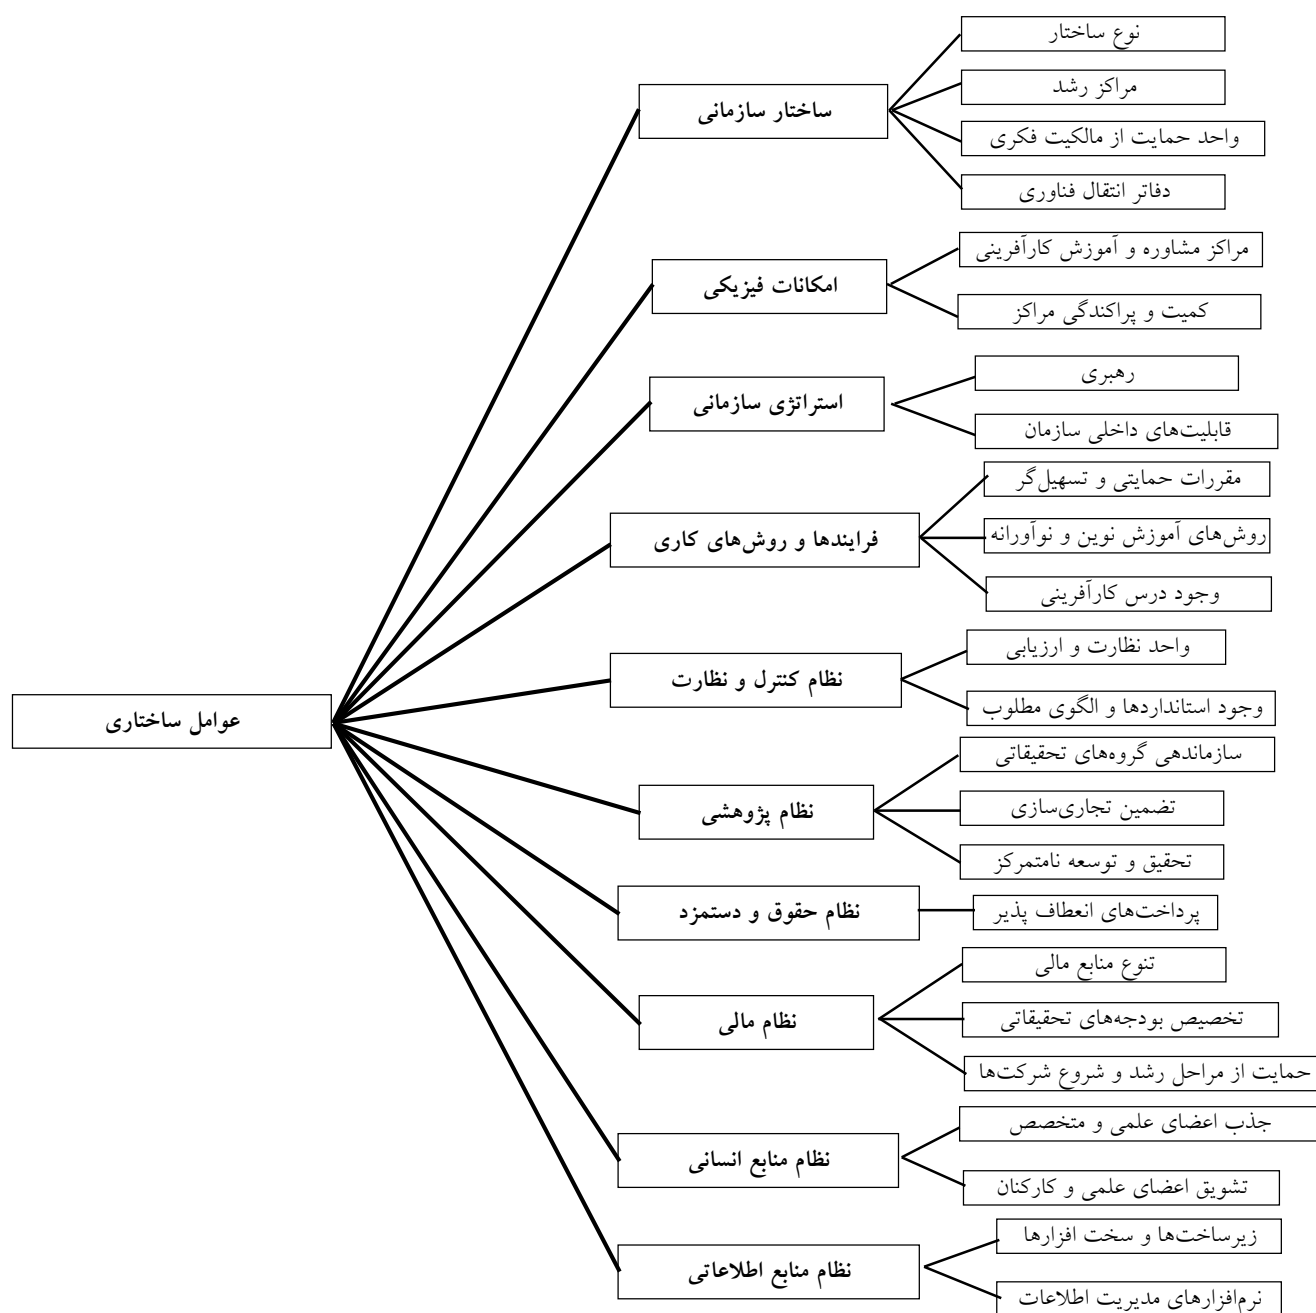 عوامل ساختاری
ساختار سازمانی
نوع ساختار
مراکز رشد
واحد حمایت از مالکیت فکری
دفاتر انتقال فناوری
امکانات فیزیکی
مراکز مشاوره و آموزش کارآفرینی
کمیت و پراکندگی مراکز
استراتژی سازمانی
رهبری
قابلیت‌های داخلی سازمان
فرایندها و روش‌های کاری
مقررات حمایتی و تسهیل‌گر
روش‌های آموزش نوین و نوآورانه
وجود درس کارآفرینی
نظام کنترل و نظارت
واحد نظارت و ارزیابی
وجود استانداردها و الگوی مطلوب
نظام پژوهشی
سازماندهی گروه‌های تحقیقاتی
تضمین تجاری‌سازی
تحقیق و توسعه نامتمرکز
نظام حقوق و دستمزد
پرداخت‌های انعطاف پذیر
نظام مالی
تنوع منابع مالی
تخصیص بودجه‌های تحقیقاتی
حمایت از مراحل رشد و شروع شرکت‌ها
نظام منابع انسانی
جذب اعضای علمی و متخصص
تشویق اعضای علمی و کارکنان
نظام منابع اطلاعاتی
زیرساخت‌ها و سخت افزارها
نرم‌افزارهای مدیریت اطلاعات